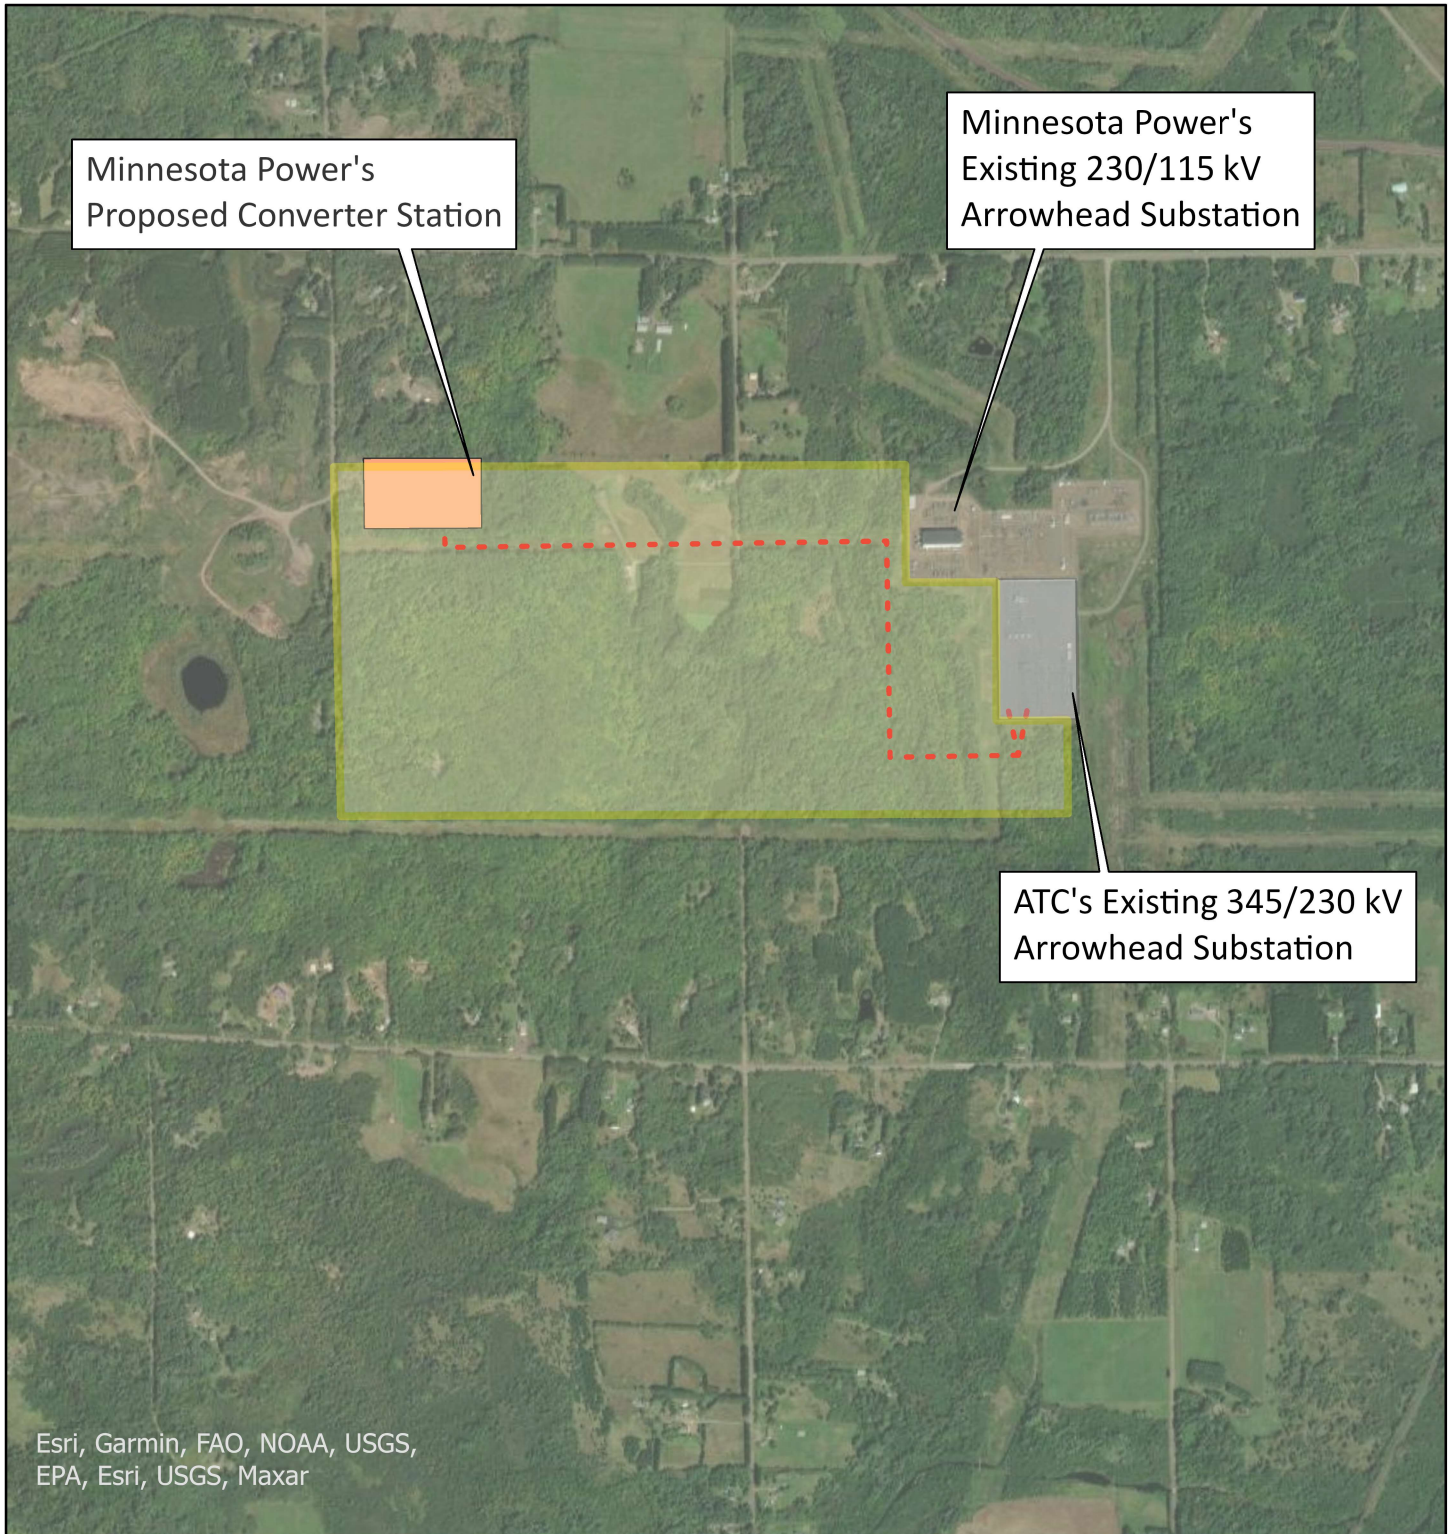 Minnesota Power's
Proposed Converter Station
Minnesota Power's
Existing 230/115 kV
Arrowhead Substation
ATC's Existing 345/230 kV
Arrowhead Substation
Esri, Garmin, FAO, NOAA, USGS,
EPA, Esri, USGS, Maxar